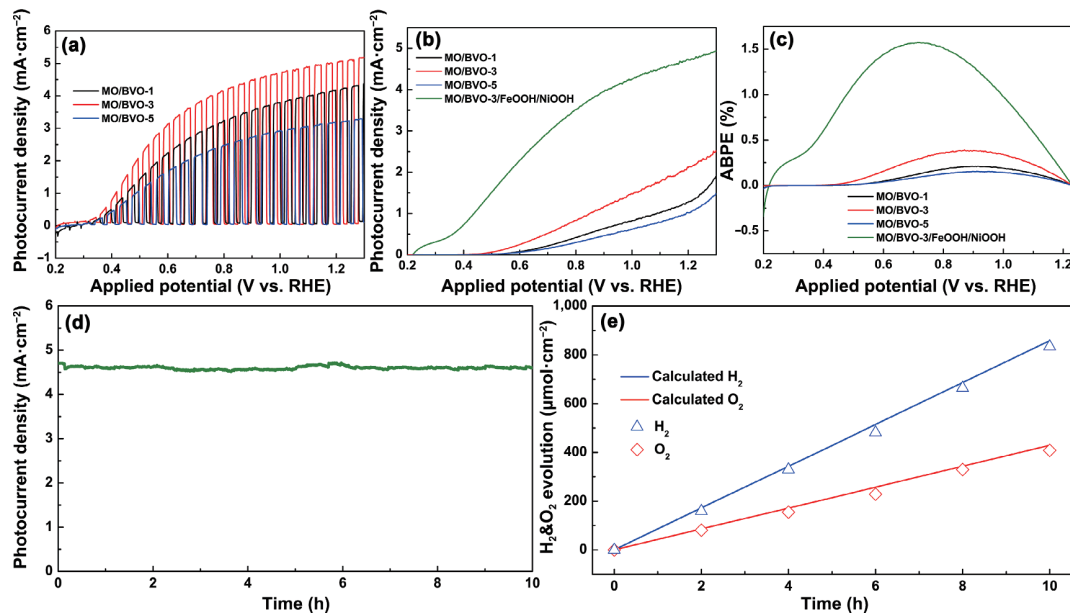 (a)
Photocurrent density (mA·cm⁻²)
5
4
3
2
1
0
MO/BVO-1
MO/BVO-3
MO/BVO-5
0.2 0.4 0.6 0.8 1.0 1.2
Applied potential (V vs. RHE)
(b)
Photocurrent density (mA·cm⁻²)
5
4
3
2
1
0
MO/BVO-1
MO/BVO-3
MO/BVO-5
MO/BVO-3/FeOOH/NiOOH
0.2 0.4 0.6 0.8 1.0 1.2
Applied potential (V vs. RHE)
(c)
ABPE (%)
1.5
1.0
0.5
0.0
−0.5
MO/BVO-1
MO/BVO-3
MO/BVO-5
MO/BVO-3/FeOOH/NiOOH
0.2 0.4 0.6 0.8 1.0 1.2
Applied potential (V vs. RHE)
(d)
Photocurrent density (mA·cm⁻²)
6
5
4
3
2
1
0
0 2 4 6 8 10
Time (h)
(e)
H₂&O₂ evolution (μmol·cm⁻²)
1,000
800
600
400
200
0
Calculated H₂
Calculated O₂
H₂
O₂
0 2 4 6 8 10
Time (h)